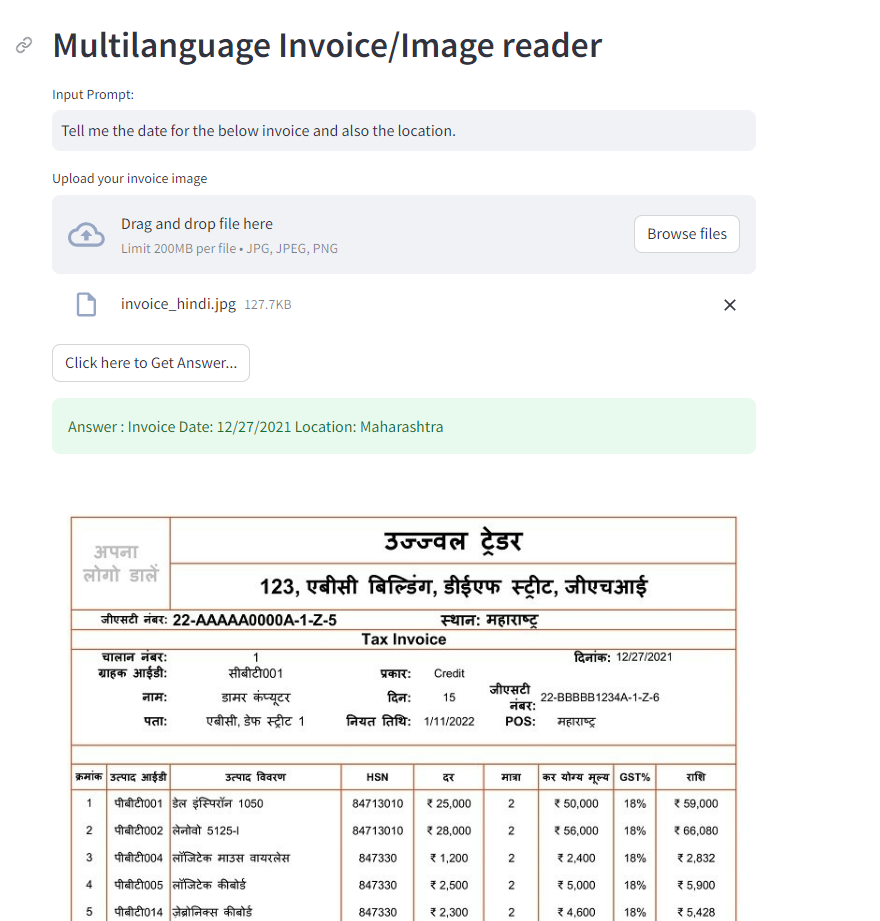 Multilanguage Invoice/Image reader
Input Prompt:
Tell me the date for the below invoice and also the location.
Upload your invoice image
Drag and drop file here
Limit 200MB per file • JPG, JPEG, PNG
Browse files
invoice_hindi.jpg 127.7KB
Click here to Get Answer...
Answer : Invoice Date: 12/27/2021 Location: Maharashtra
अपना
लोगो डालें
उज्ज्वल ट्रेडर
123, एबीसी बिल्डिंग, डीईएफ स्ट्रीट, जीएचआई
जीएसटी नंबर: 22-AAAAA0000A-1-Z-5 स्थान: महाराष्ट्र
Tax Invoice
चालान नंबर: 1 दिनांक: 12/27/2021
ग्राहक आईडी: सीबीटी001 प्रकार: Credit
नाम: डामर कंप्यूटर दिन: 15 जीएसटी नंबर: 22-BBBBB1234A-1-Z-6
पता: एबीसी, डेफ स्ट्रीट 1 नियत तिथि: 1/11/2022 POS: महाराष्ट्र
क्रमांक उत्पाद आईडी उत्पाद विवरण HSN दर मात्रा कर योग्य मूल्य GST% राशि
1 पीबीटी001 डेल इंस्पिरॉन 1050 84713010 ₹ 25,000 2 ₹ 50,000 18% ₹ 59,000
2 पीबीटी002 लेनोवो 5125-I 84713010 ₹ 28,000 2 ₹ 56,000 18% ₹ 66,080
3 पीबीटी004 लॉजिटेक माउस वायरलेस 847330 ₹ 1,200 2 ₹ 2,400 18% ₹ 2,832
4 पीबीटी005 लॉजिटेक कीबोर्ड 847330 ₹ 2,500 2 ₹ 5,000 18% ₹ 5,900
5 पीबीटी014 ज़ेब्रोनिक्स कीबोर्ड 847330 ₹ 2,300 2 ₹ 4,600 18% ₹ 5,428